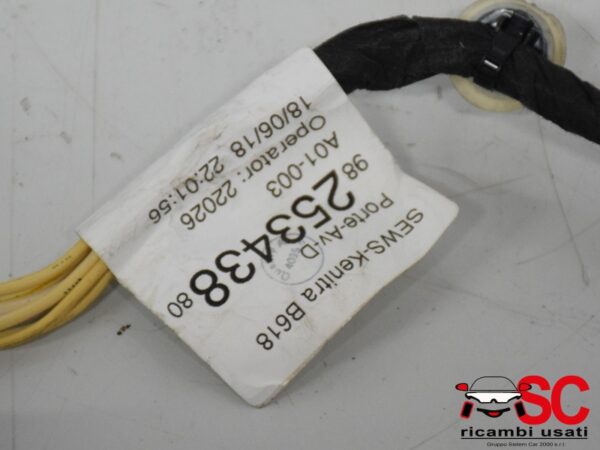 SEWS-Kenitra B618
Porte-Av-D
98 253438 80
A01-003
Operator: 22026
18/06/18 22:01:56
SC
ricambi usati
Gruppo Sistem Car 2000 s.r.l.